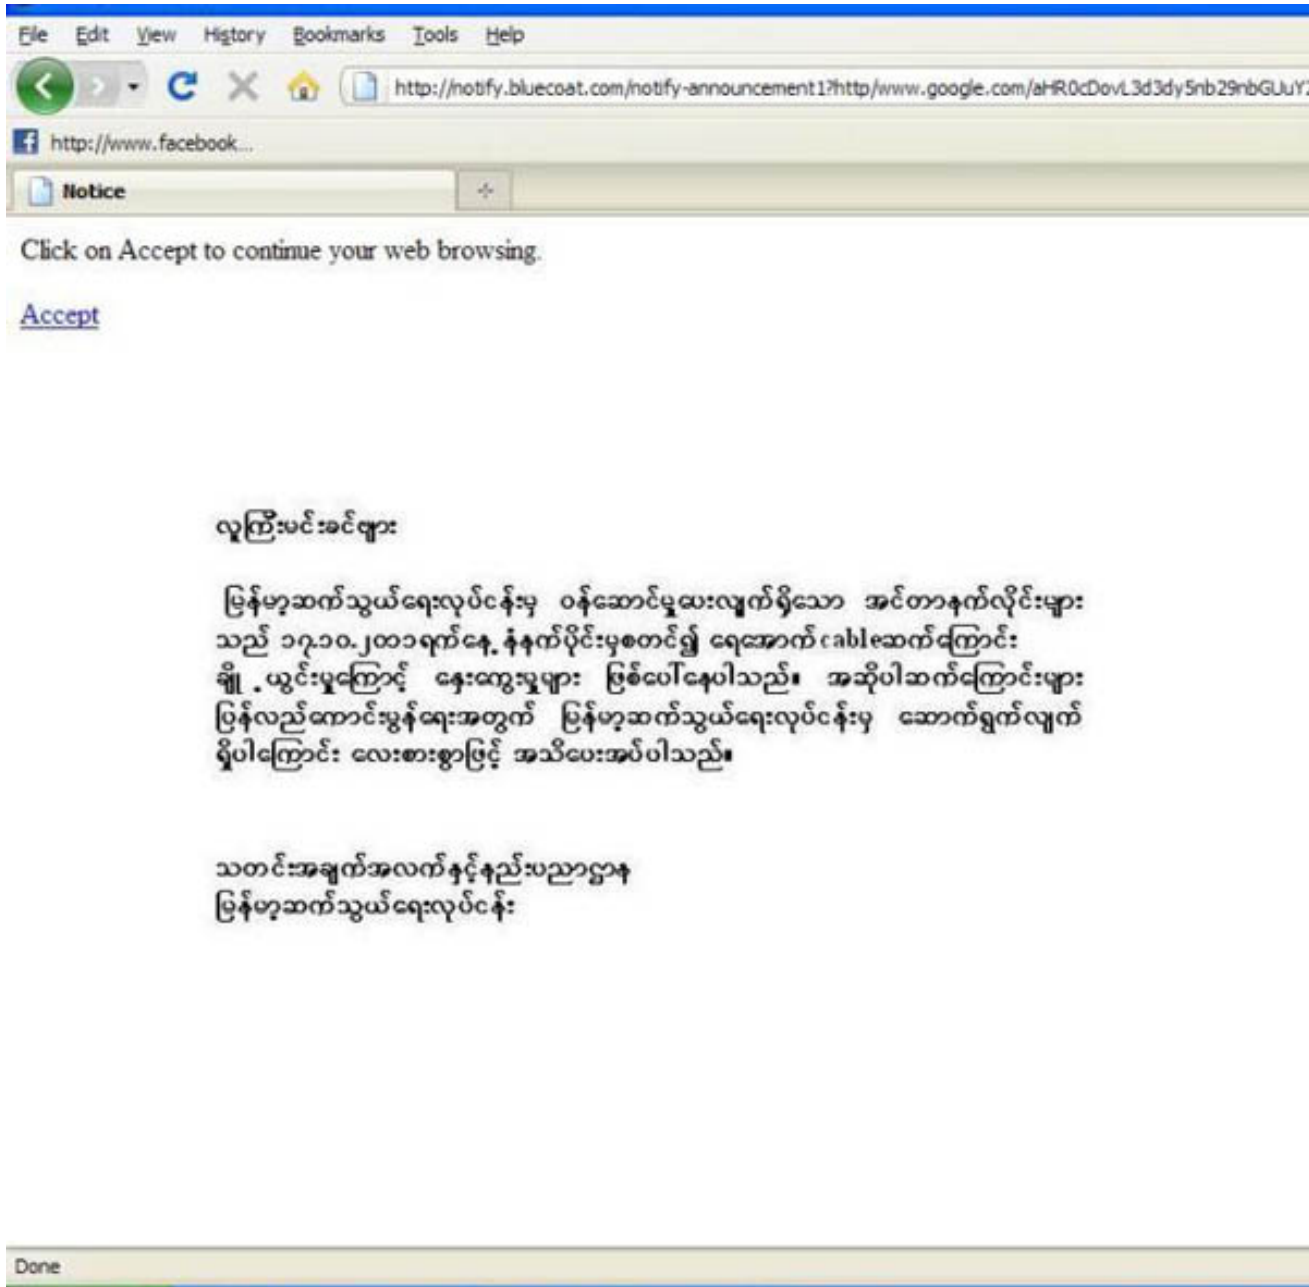 File Edit View History Bookmarks Tools Help
http://notify.bluecoat.com/notify-announcement1?http/www.google.com/aHR0cDovL3d3dy5nb29nbGUuY2
http://www.facebook...
Notice
Click on Accept to continue your web browsing.
Accept
လူကြီးမင်းခင်ဗျား
မြန်မာ့ဆက်သွယ်ရေးလုပ်ငန်းမှ ဝန်ဆောင်မှုပေးလျက်ရှိသော အင်တာနက်လိုင်းများ
သည် ၁၇.၁၀.၂၀၁၁ရက်နေ့ နံနက်ပိုင်းမှစတင်၍ ရေအောက်cableဆက်ကြောင်း
ချို့ယွင်းမှုကြောင့် နှေးကွေးမှုများ ဖြစ်ပေါ်နေပါသည်။ အဆိုပါဆက်ကြောင်းများ
ပြန်လည်ကောင်းမွန်ရေးအတွက် မြန်မာ့ဆက်သွယ်ရေးလုပ်ငန်းမှ ဆောက်ရွက်လျက်
ရှိပါကြောင်း လေးစားစွာဖြင့် အသိပေးအပ်ပါသည်။
သတင်းအချက်အလက်နှင့်နည်းပညာဌာန
မြန်မာ့ဆက်သွယ်ရေးလုပ်ငန်း
Done